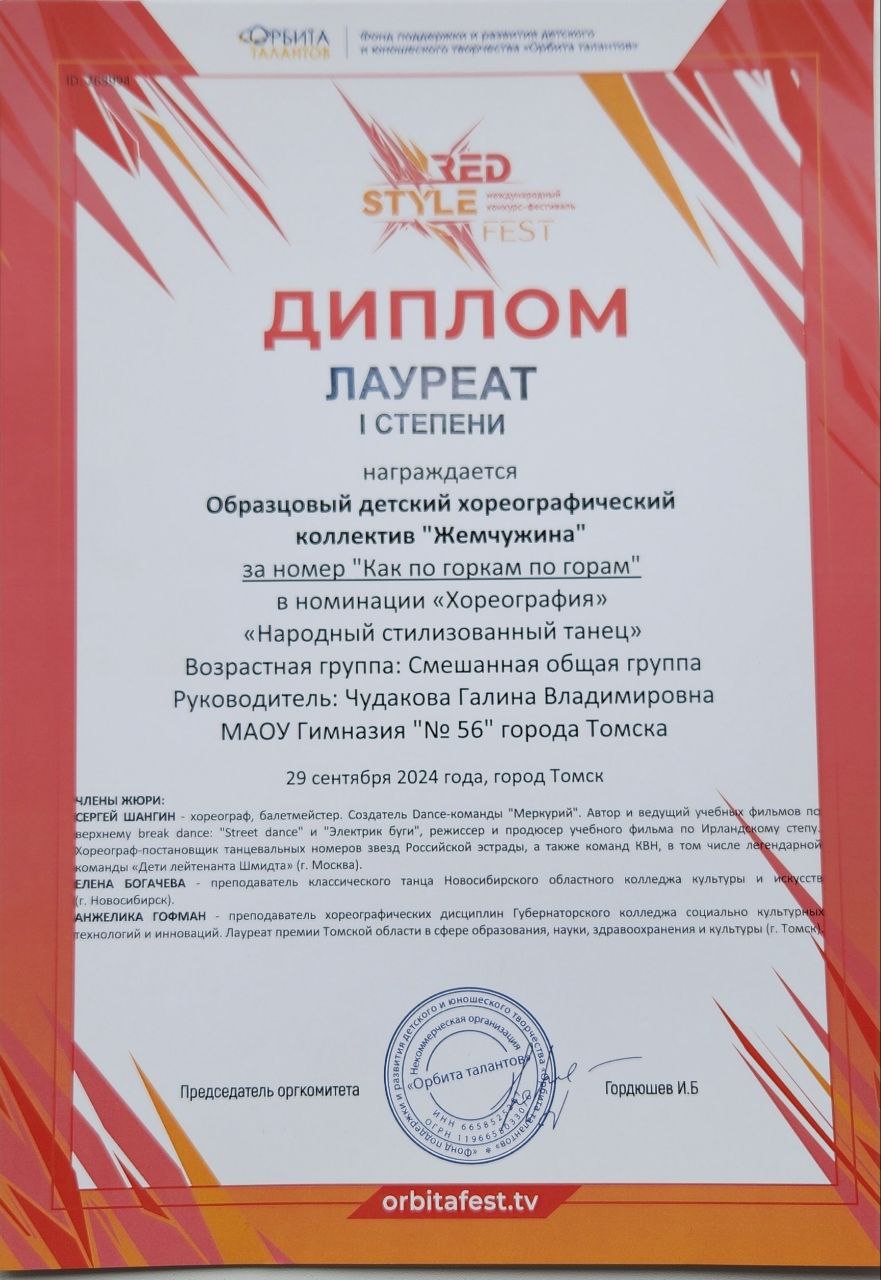 ОРБИТА
ТАЛАНТОВ
Фонд поддержки и развития детского
и юношеского творчества «Орбита талантов»
ID:
RED
STYLE
международный
конкурс-фестиваль
FEST
ДИПЛОМ
ЛАУРЕАТ
I СТЕПЕНИ
награждается
Образцовый детский хореографический
коллектив "Жемчужина"
за номер "Как по горкам по горам"
в номинации «Хореография»
«Народный стилизованный танец»
Возрастная группа: Смешанная общая группа
Руководитель: Чудакова Галина Владимировна
МАОУ Гимназия "№ 56" города Томска
29 сентября 2024 года, город Томск
ЧЛЕНЫ ЖЮРИ:
СЕРГЕЙ ШАНГИН - хореограф, балетмейстер. Создатель Dance-команды "Меркурий". Автор и ведущий учебных фильмов по
верхнему break dance: "Street dance" и "Электрик буги", режиссер и продюсер учебного фильма по Ирландскому степу.
Хореограф-постановщик танцевальных номеров звезд Российской эстрады, а также команд КВН, в том числе легендарной
команды «Дети лейтенанта Шмидта» (г. Москва).
ЕЛЕНА БОГАЧЕВА - преподаватель классического танца Новосибирского областного колледжа культуры и искусств
(г. Новосибирск).
АНЖЕЛИКА ГОФМАН - преподаватель хореографических дисциплин Губернаторского колледжа социально культурных
технологий и инноваций. Лауреат премии Томской области в сфере образования, науки, здравоохранения и культуры (г. Томск).
«Фонд поддержки и развития детского и юношеского творчества «Орбита талантов» *
Некоммерческая организация
«Орбита талантов»
ИНН
ОГРН
Председатель оргкомитета
Гордюшев И.Б
orbitafest.tv